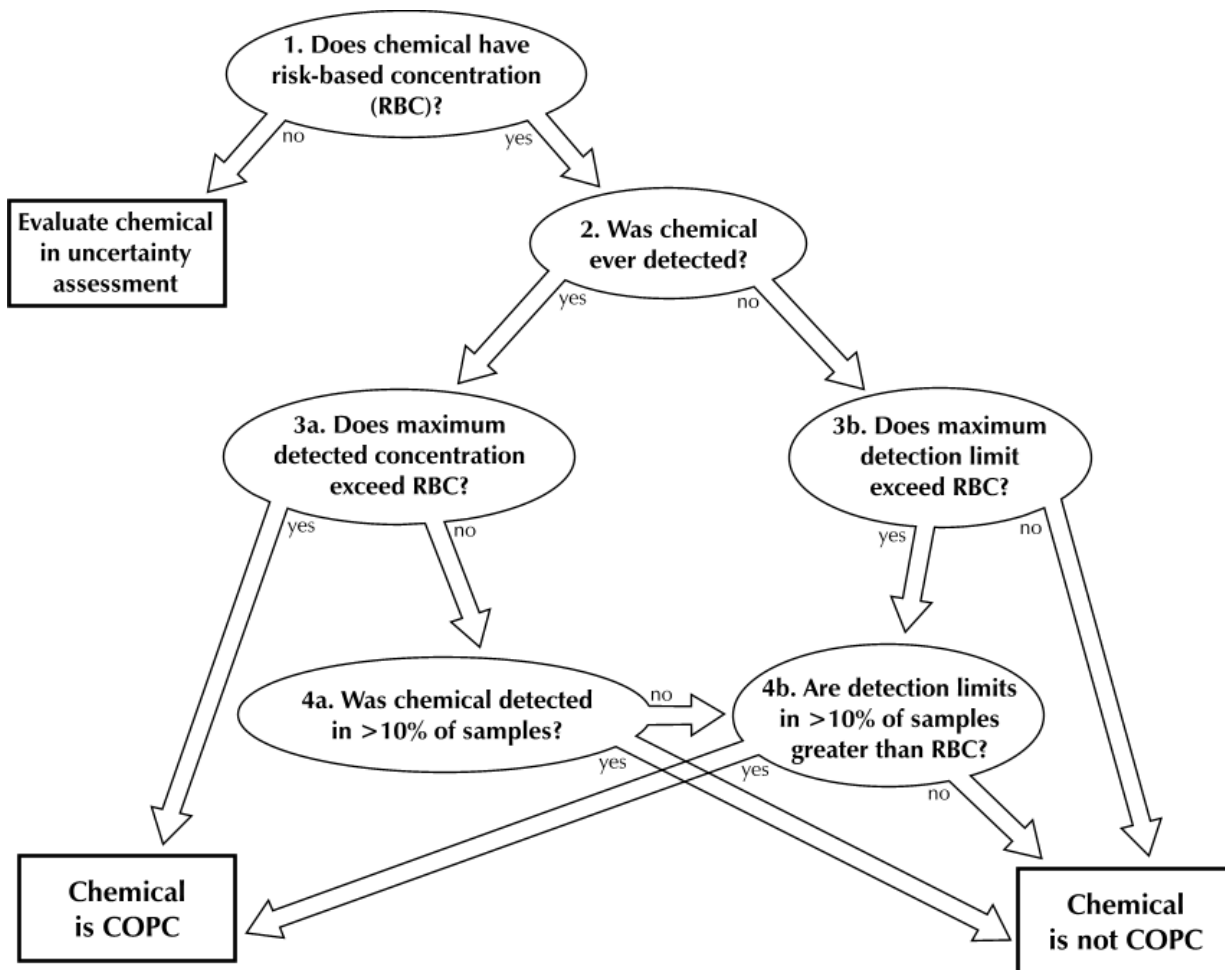 1. Does chemical have
risk-based concentration
(RBC)?
no
yes
Evaluate chemical
in uncertainty
assessment
2. Was chemical
ever detected?
yes
no
3a. Does maximum
detected concentration
exceed RBC?
3b. Does maximum
detection limit
exceed RBC?
yes
no
yes
no
4a. Was chemical detected
in >10% of samples?
no
4b. Are detection limits
in >10% of samples
greater than RBC?
yes
yes
no
Chemical
is COPC
Chemical
is not COPC